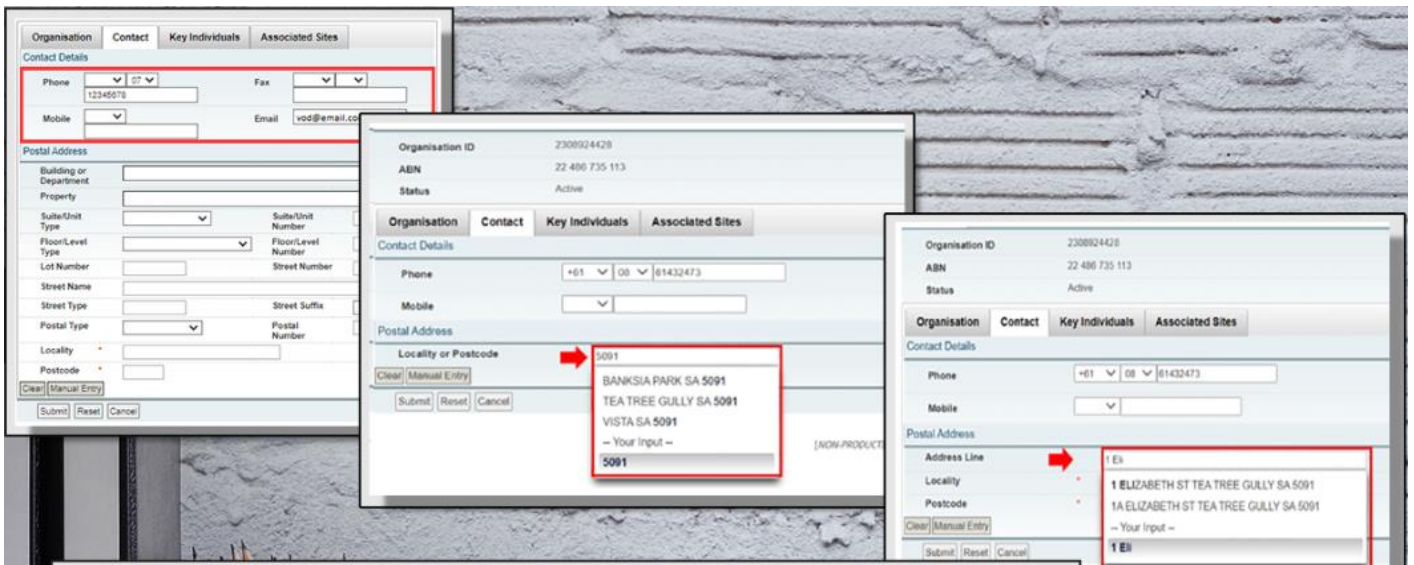 Organisation Contact Key Individuals Associated Sites
Contact Details
Phone 07 Fax
12345678
Mobile Email vod@email.co
Postal Address
Building or Department
Property
Suite/Unit Type Suite/Unit Number
Floor/Level Type Floor/Level Number
Lot Number Street Number
Street Name
Street Type Street Suffix
Postal Type Postal Number
Locality *
Postcode *
Clear Manual Entry
Submit Reset Cancel
Organisation ID 2308924428
ABN 22 486 735 113
Status Active
Organisation Contact Key Individuals Associated Sites
Contact Details
Phone +61 08 61432473
Mobile
Postal Address
Locality or Postcode 5091
Clear Manual Entry
BANKSIA PARK SA 5091
Submit Reset Cancel
TEA TREE GULLY SA 5091
VISTA SA 5091
-- Your Input --
[NON-PRODUCT
5091
Organisation ID 2308924428
ABN 22 486 735 113
Status Active
Organisation Contact Key Individuals Associated Sites
Contact Details
Phone +61 08 61432473
Mobile
Postal Address
Address Line 1 Eli
Locality * 1 ELIZABETH ST TEA TREE GULLY SA 5091
Postcode * 1A ELIZABETH ST TEA TREE GULLY SA 5091
Clear Manual Entry -- Your Input --
Submit Reset Cancel 1 Eli